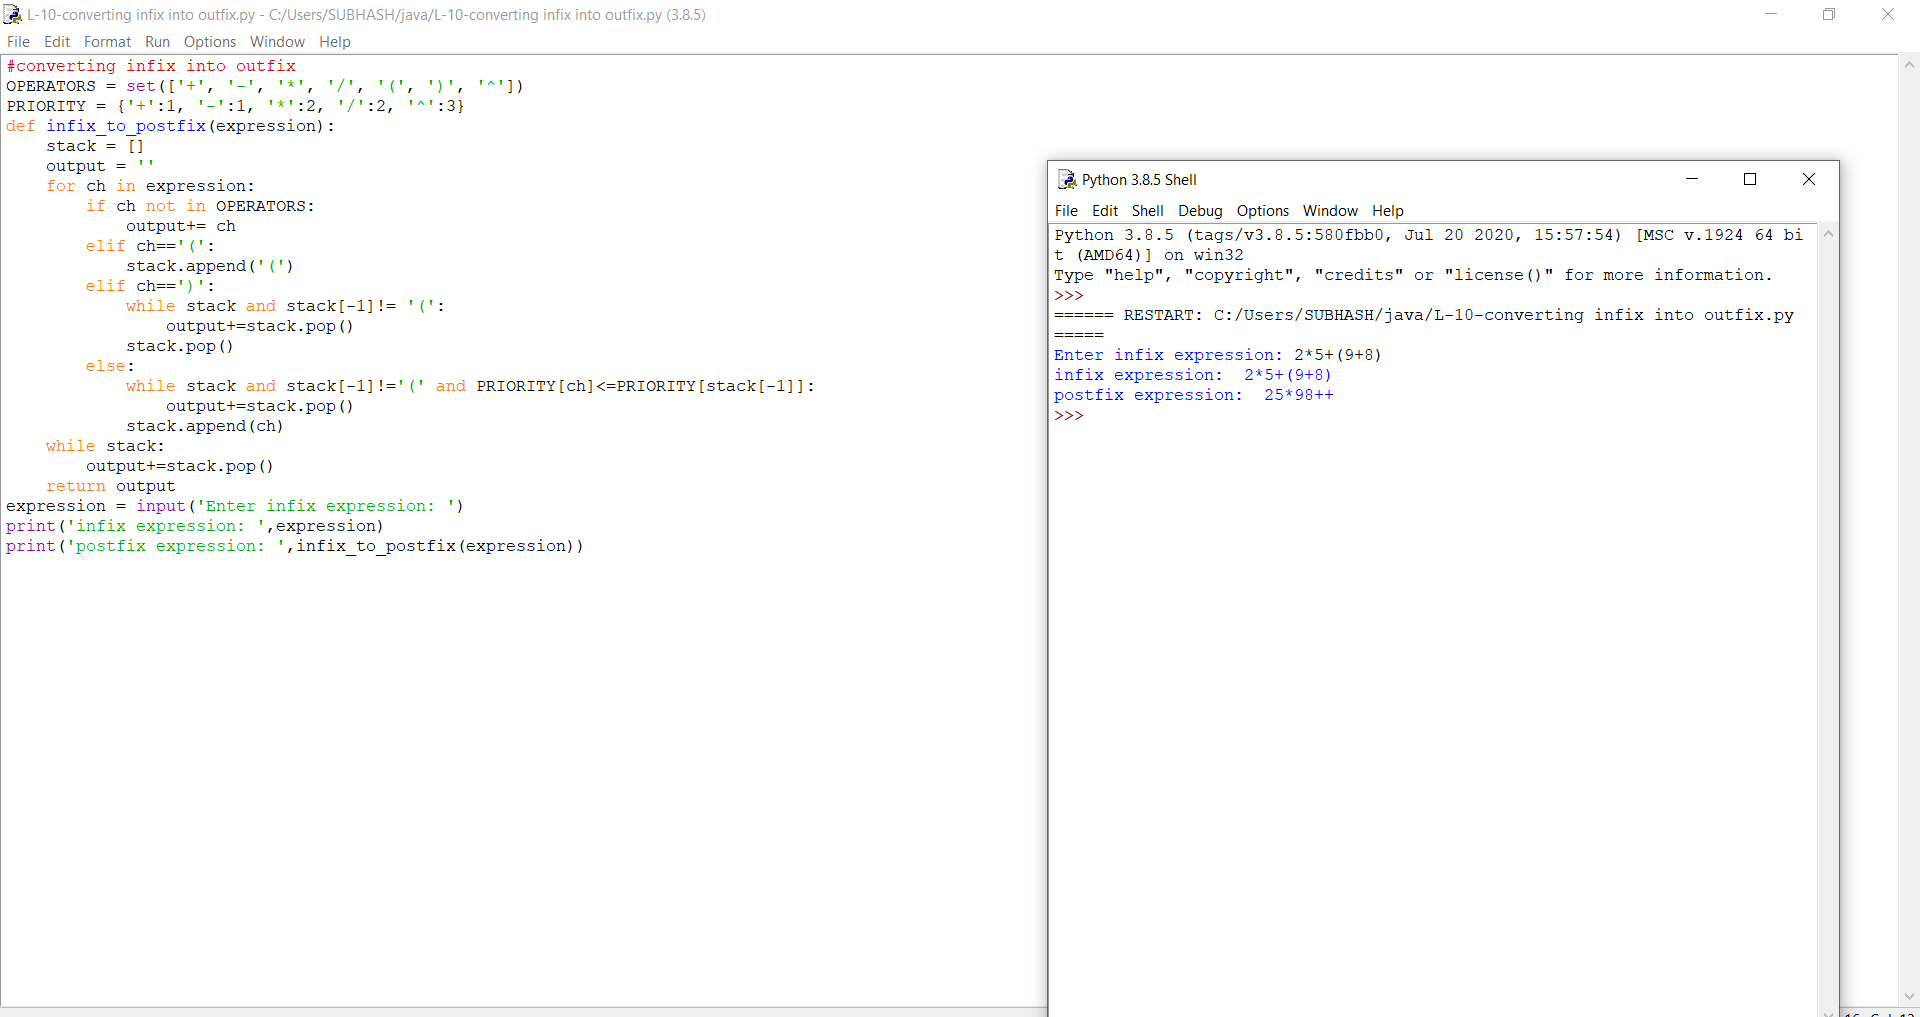 L-10-converting infix into outfix.py - C:/Users/SUBHASH/java/L-10-converting infix into outfix.py (3.8.5)
File Edit Format Run Options Window Help
#converting infix into outfix
OPERATORS = set(['+', '-', '*', '/', '(', ')', '^'])
PRIORITY = {'+':1, '-':1, '*':2, '/':2, '^':3}
def infix_to_postfix(expression):
    stack = []
    output = ''
    for ch in expression:
        if ch not in OPERATORS:
            output+= ch
        elif ch=='(':
            stack.append('(')
        elif ch==')':
            while stack and stack[-1]!= '(':
                output+=stack.pop()
            stack.pop()
        else:
            while stack and stack[-1]!='(' and PRIORITY[ch]<=PRIORITY[stack[-1]]:
                output+=stack.pop()
            stack.append(ch)
    while stack:
        output+=stack.pop()
    return output
expression = input('Enter infix expression: ')
print('infix expression: ',expression)
print('postfix expression: ',infix_to_postfix(expression))
Python 3.8.5 Shell
File Edit Shell Debug Options Window Help
Python 3.8.5 (tags/v3.8.5:580fbb0, Jul 20 2020, 15:57:54) [MSC v.1924 64 bi
t (AMD64)] on win32
Type "help", "copyright", "credits" or "license()" for more information.
>>>
====== RESTART: C:/Users/SUBHASH/java/L-10-converting infix into outfix.py
=====
Enter infix expression: 2*5+(9+8)
infix expression:  2*5+(9+8)
postfix expression:  25*98++
>>>